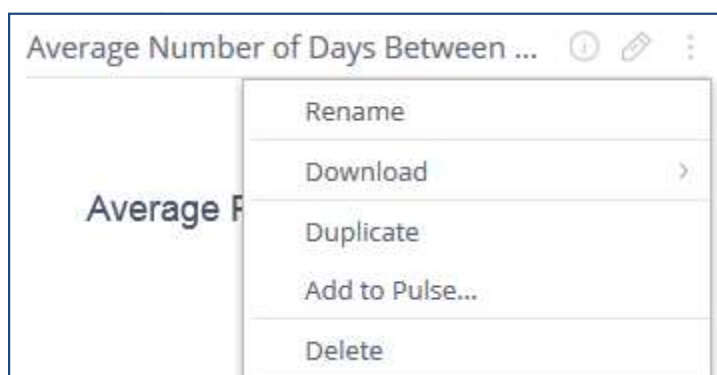 Average Number of Days Between ...
Rename
Download
Average
Duplicate
Add to Pulse...
Delete